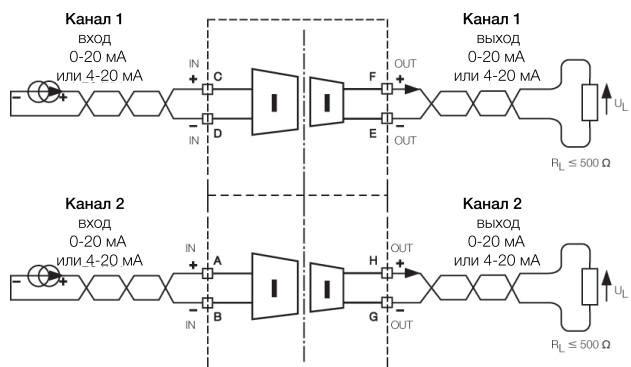 Канал 1
вход
0-20 мА
или 4-20 мА
Канал 1
выход
0-20 мА
или 4-20 мА
IN
C
F
OUT
+
+
+
–
–
–
D
E
IN
OUT
I
I
UL
RL ≤ 500 Ω
Канал 2
вход
0-20 мА
или 4-20 мА
Канал 2
выход
0-20 мА
или 4-20 мА
IN
A
H
OUT
+
+
+
–
–
–
B
G
IN
OUT
I
I
UL
RL ≤ 500 Ω